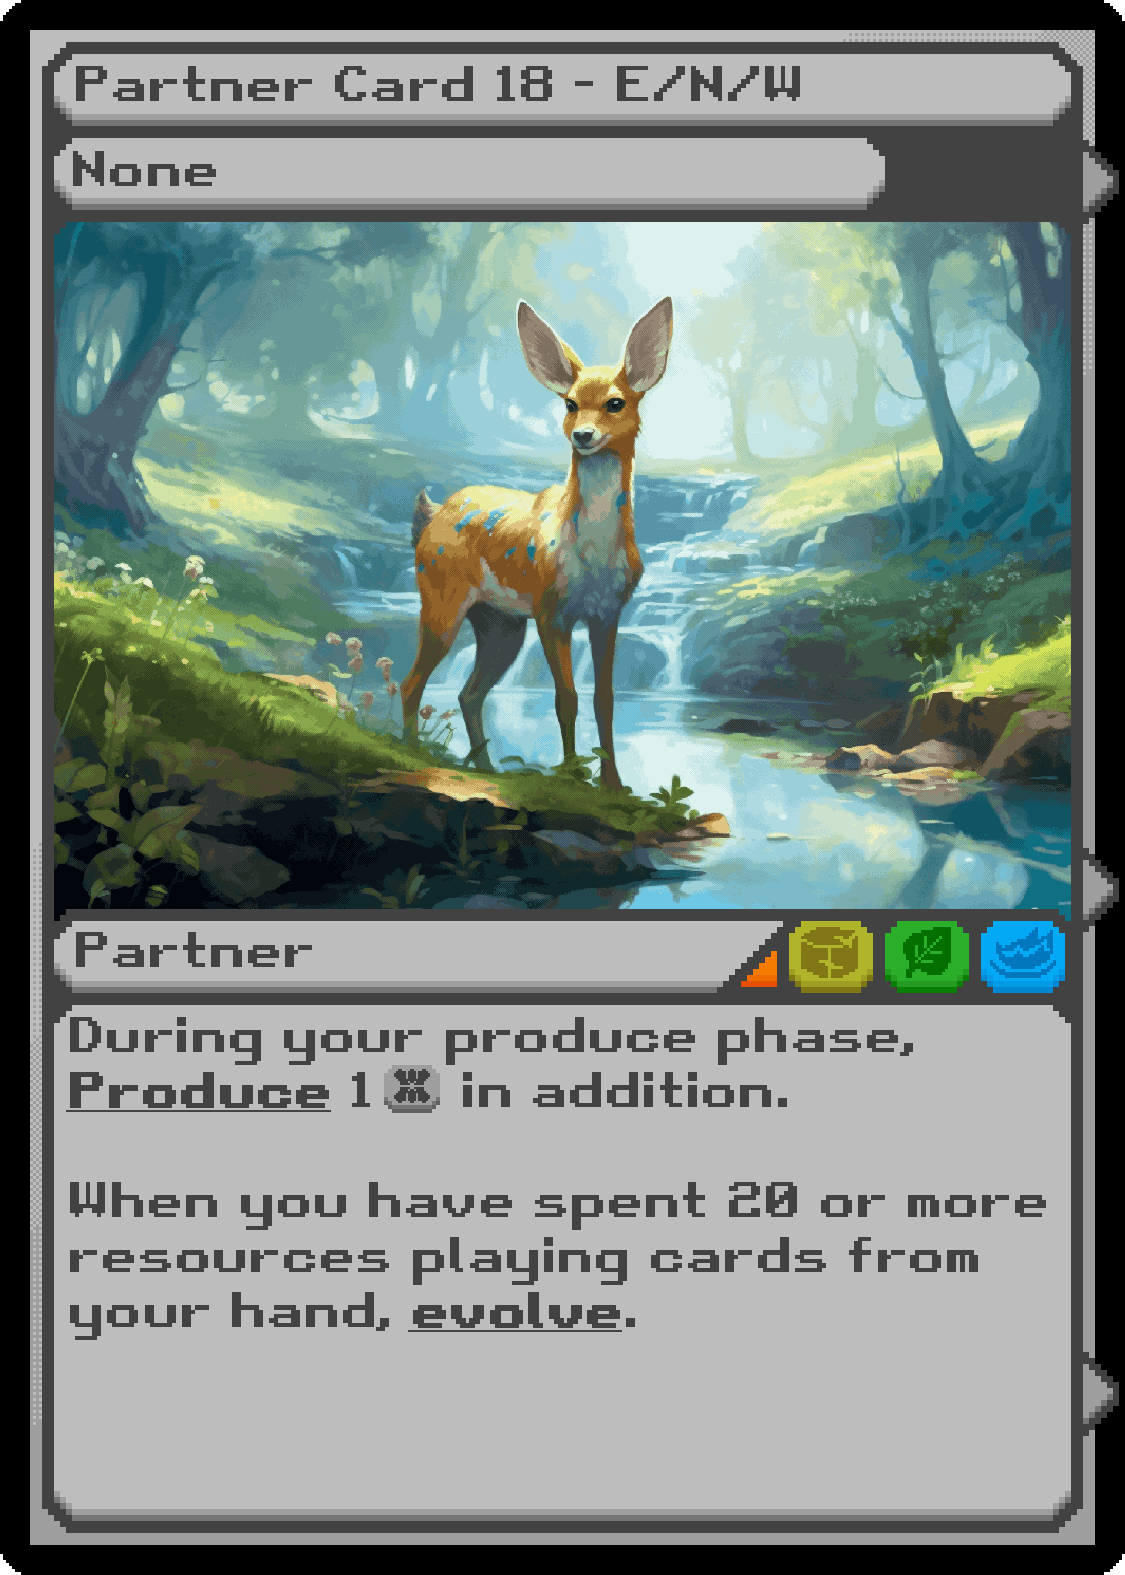 Partner Card 18 - E/N/W
None
Partner
During your produce phase,
Produce 1 in addition.
When you have spent 20 or more
resources playing cards from
your hand, evolve.